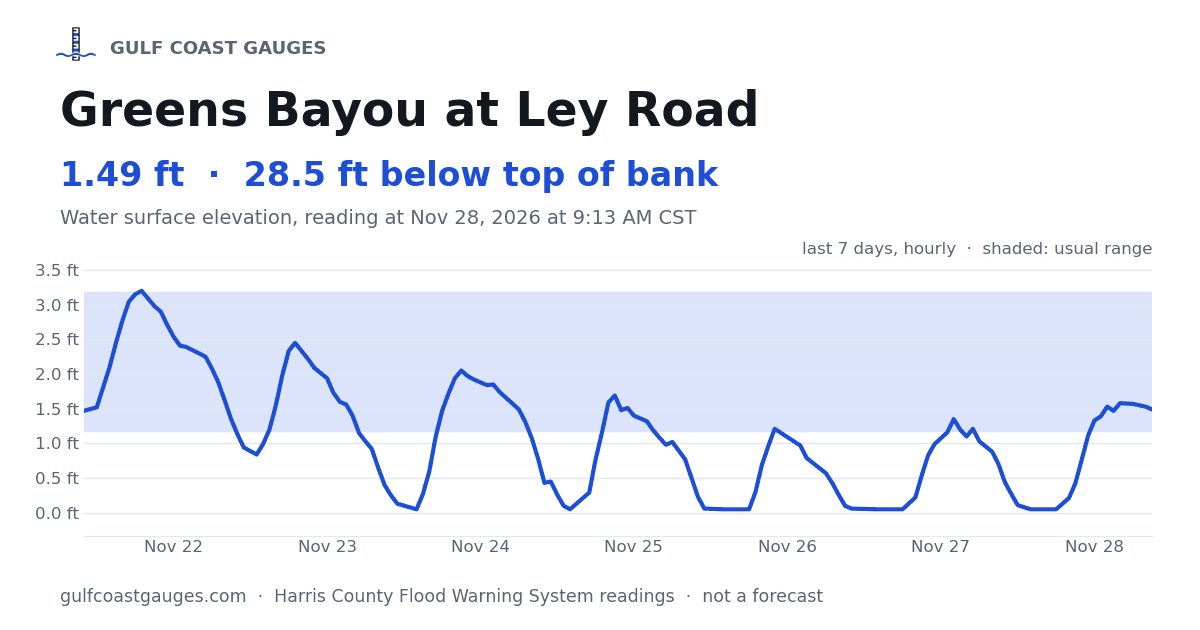 GULF COAST GAUGES
Greens Bayou at Ley Road
1.49 ft · 28.5 ft below top of bank
Water surface elevation, reading at Nov 28, 2026 at 9:13 AM CST
last 7 days, hourly · shaded: usual range
3.5 ft
3.0 ft
2.5 ft
2.0 ft
1.5 ft
1.0 ft
0.5 ft
0.0 ft
Nov 22 Nov 23 Nov 24 Nov 25 Nov 26 Nov 27 Nov 28
gulfcoastgauges.com · Harris County Flood Warning System readings · not a forecast